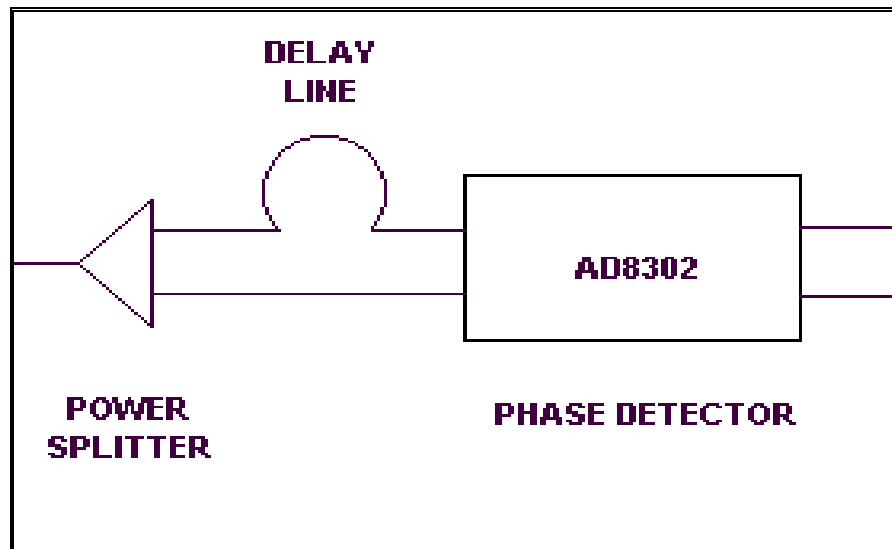 DELAY
LINE
AD8302
POWER
SPLITTER
PHASE DETECTOR